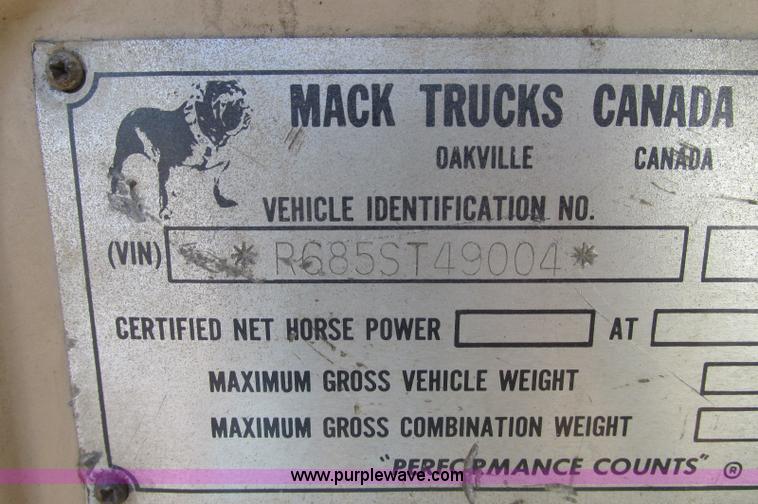 MACK TRUCKS CANADA
OAKVILLE CANADA
VEHICLE IDENTIFICATION NO.
(VIN) * R685ST49004 *
CERTIFIED NET HORSE POWER AT
MAXIMUM GROSS VEHICLE WEIGHT
MAXIMUM GROSS COMBINATION WEIGHT
"PERFORMANCE COUNTS" ®
www.purplewave.com